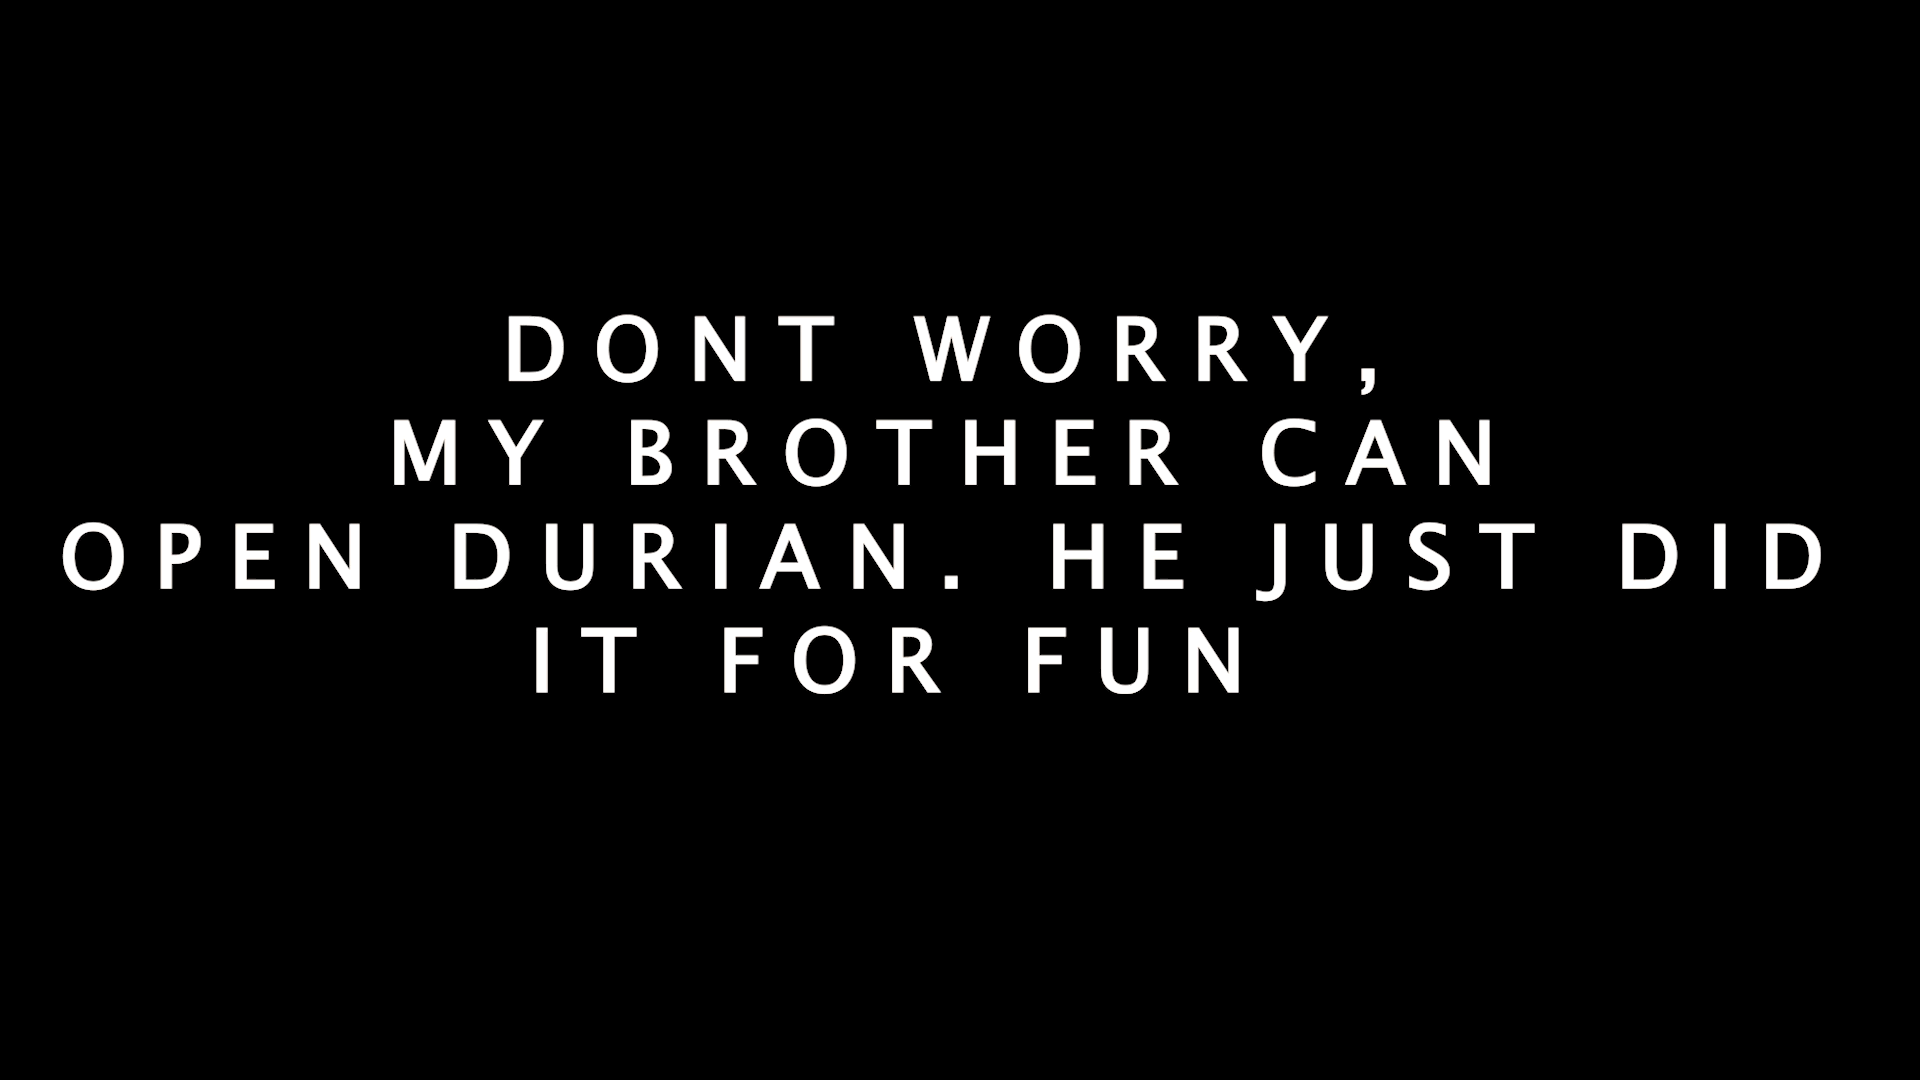 DONT WORRY,
MY BROTHER CAN
OPEN DURIAN. HE JUST DID
IT FOR FUN